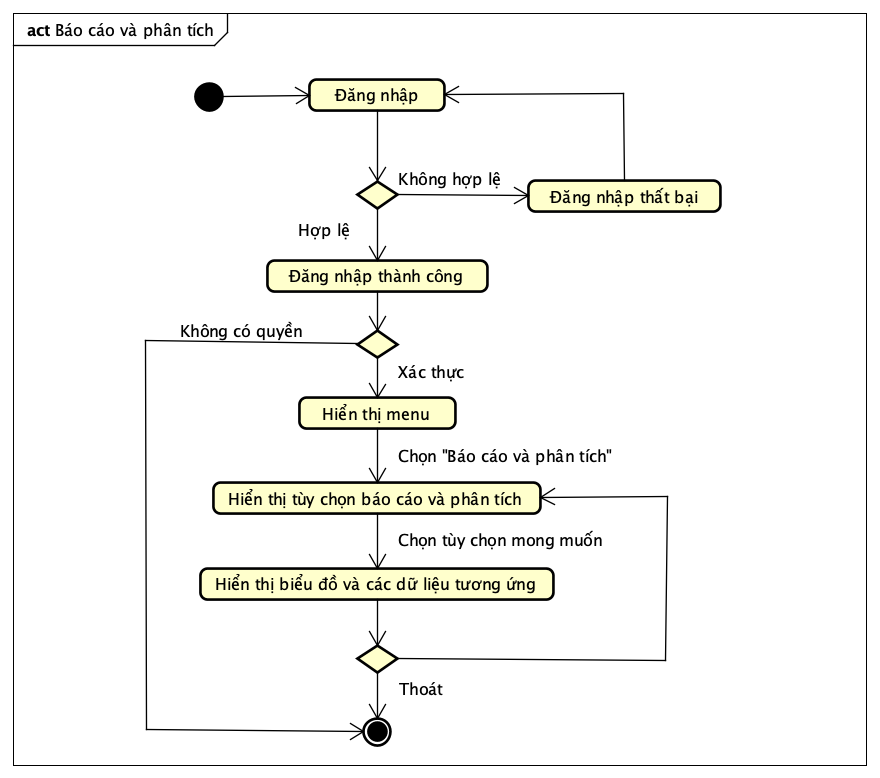 act Báo cáo và phân tích
Đăng nhập
Không hợp lệ
Đăng nhập thất bại
Hợp lệ
Đăng nhập thành công
Không có quyền
Xác thực
Hiển thị menu
Chọn "Báo cáo và phân tích"
Hiển thị tùy chọn báo cáo và phân tích
Chọn tùy chọn mong muốn
Hiển thị biểu đồ và các dữ liệu tương ứng
Thoát